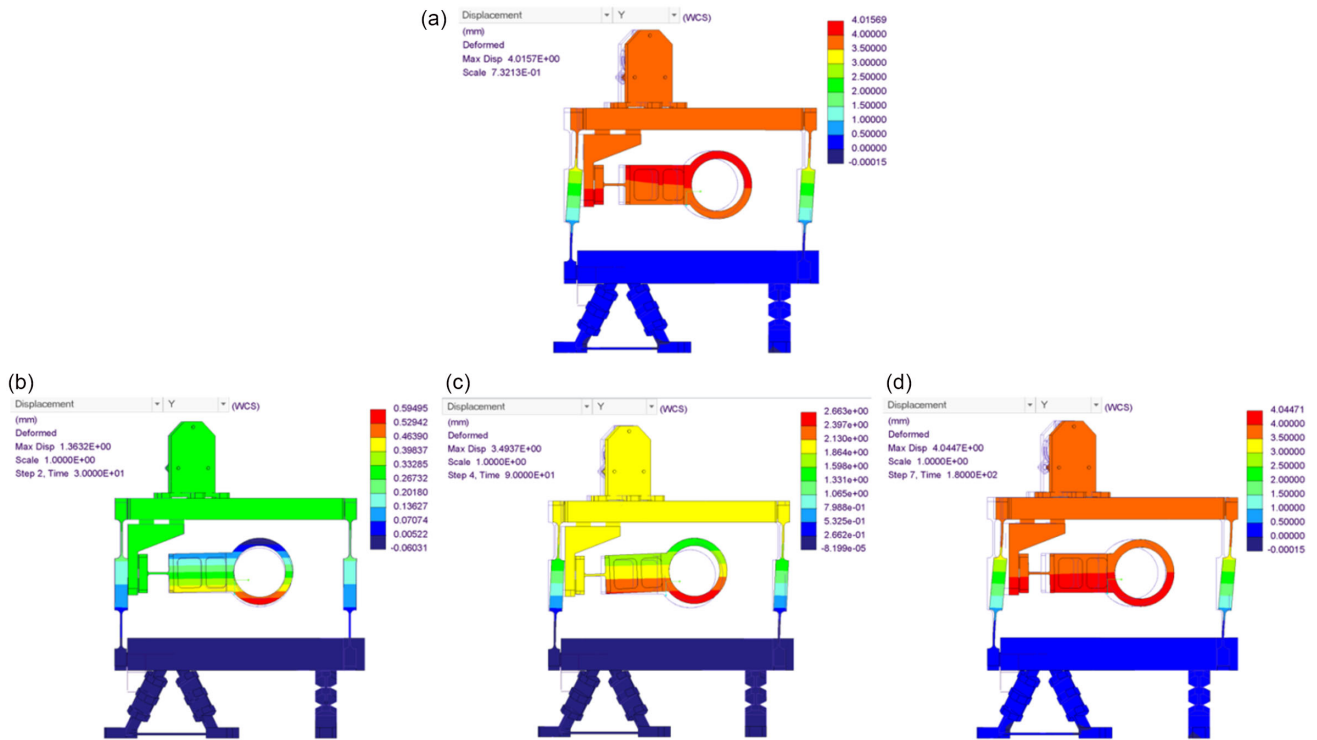 (a)
Displacement Y (WCS)
(mm)
Deformed
Max Disp 4.0157E+00
Scale 7.3213E-01
4.01569
4.00000
3.50000
3.00000
2.50000
2.00000
1.50000
1.00000
0.50000
0.00000
-0.00015
(b)
Displacement Y (WCS)
(mm)
Deformed
Max Disp 1.3632E+00
Scale 1.0000E+00
Step 2, Time 3.0000E+01
0.59495
0.52942
0.46390
0.39837
0.33285
0.26732
0.20180
0.13627
0.07074
0.00522
-0.06031
(c)
Displacement Y (WCS)
(mm)
Deformed
Max Disp 3.4937E+00
Scale 1.0000E+00
Step 4, Time 9.0000E+01
2.663e+00
2.397e+00
2.130e+00
1.864e+00
1.598e+00
1.331e+00
1.065e+00
7.988e-01
5.325e-01
2.662e-01
-8.199e-05
(d)
Displacement Y (WCS)
(mm)
Deformed
Max Disp 4.0447E+00
Scale 1.0000E+00
Step 7, Time 1.8000E+02
4.04471
4.00000
3.50000
3.00000
2.50000
2.00000
1.50000
1.00000
0.50000
0.00000
-0.00015